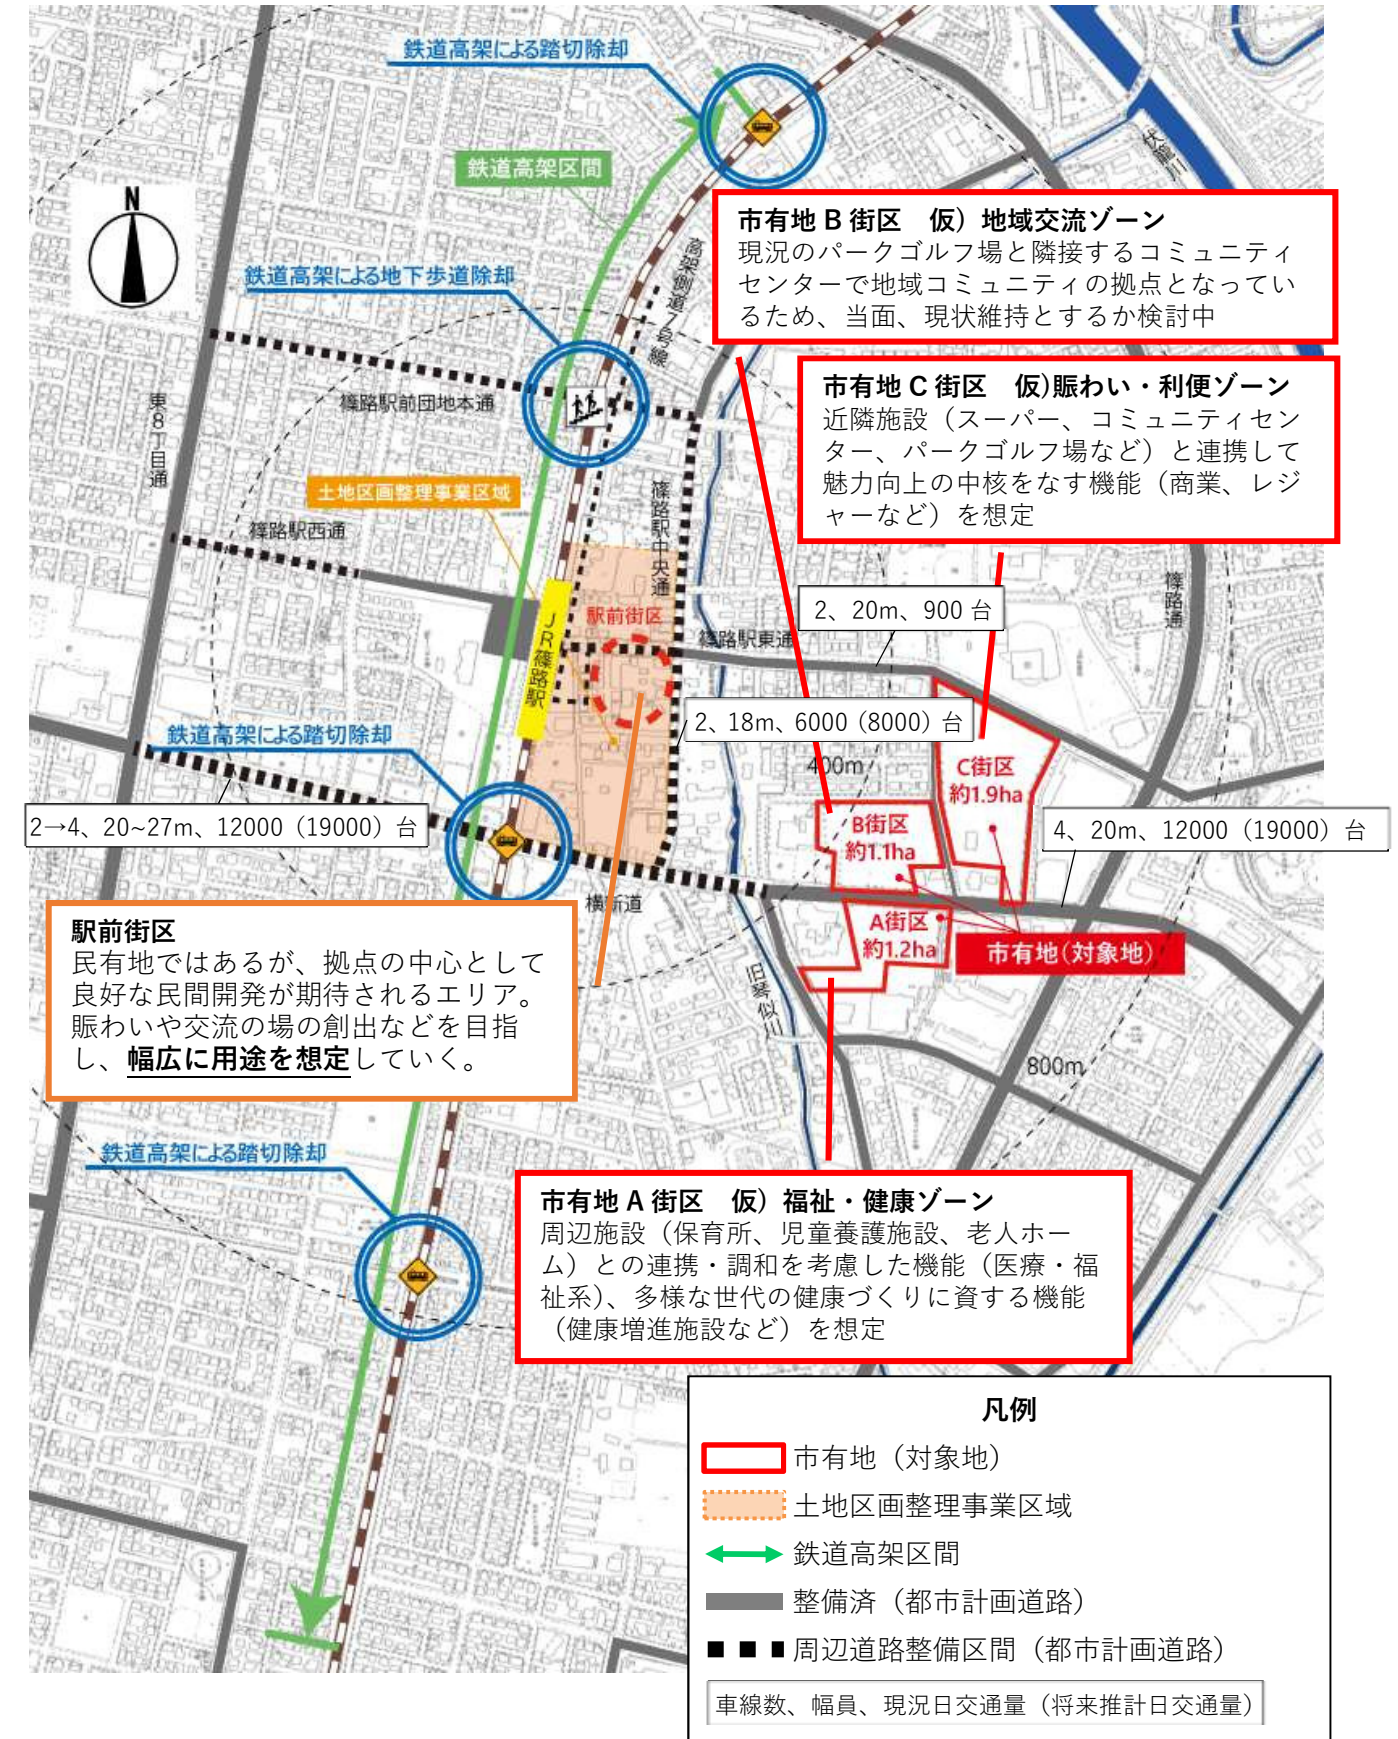 鉄道高架による踏切除却
鉄道高架区間
伏籠川
N
市有地 B 街区　仮）地域交流ゾーン
現況のパークゴルフ場と隣接するコミュニティ
センターで地域コミュニティの拠点となってい
るため、当面、現状維持とするか検討中
高架側道7号線
鉄道高架による地下歩道除却
市有地 C 街区　仮)賑わい・利便ゾーン
近隣施設（スーパー、コミュニティセン
ター、パークゴルフ場など）と連携して
魅力向上の中核をなす機能（商業、レジ
ャーなど）を想定
東8丁目通
篠路駅前団地本通
土地区画整理事業区域
篠路駅中央通
篠路駅西通
篠路通
2、20m、900 台
駅前街区
篠路駅東通
JR篠路駅
2、18m、6000（8000）台
鉄道高架による踏切除却
400m
C街区
約1.9ha
2→4、20~27m、12000（19000）台
B街区
約1.1ha
4、20m、12000（19000）台
横新道
A街区
約1.2ha
市有地(対象地)
駅前街区
民有地ではあるが、拠点の中心として
良好な民間開発が期待されるエリア。
賑わいや交流の場の創出などを目指
し、幅広に用途を想定していく。
旧琴似川
800m
鉄道高架による踏切除却
市有地 A 街区　仮）福祉・健康ゾーン
周辺施設（保育所、児童養護施設、老人ホー
ム）との連携・調和を考慮した機能（医療・福
祉系）、多様な世代の健康づくりに資する機能
（健康増進施設など）を想定
凡例
市有地（対象地）
土地区画整理事業区域
鉄道高架区間
整備済（都市計画道路）
周辺道路整備区間（都市計画道路）
車線数、幅員、現況日交通量（将来推計日交通量）